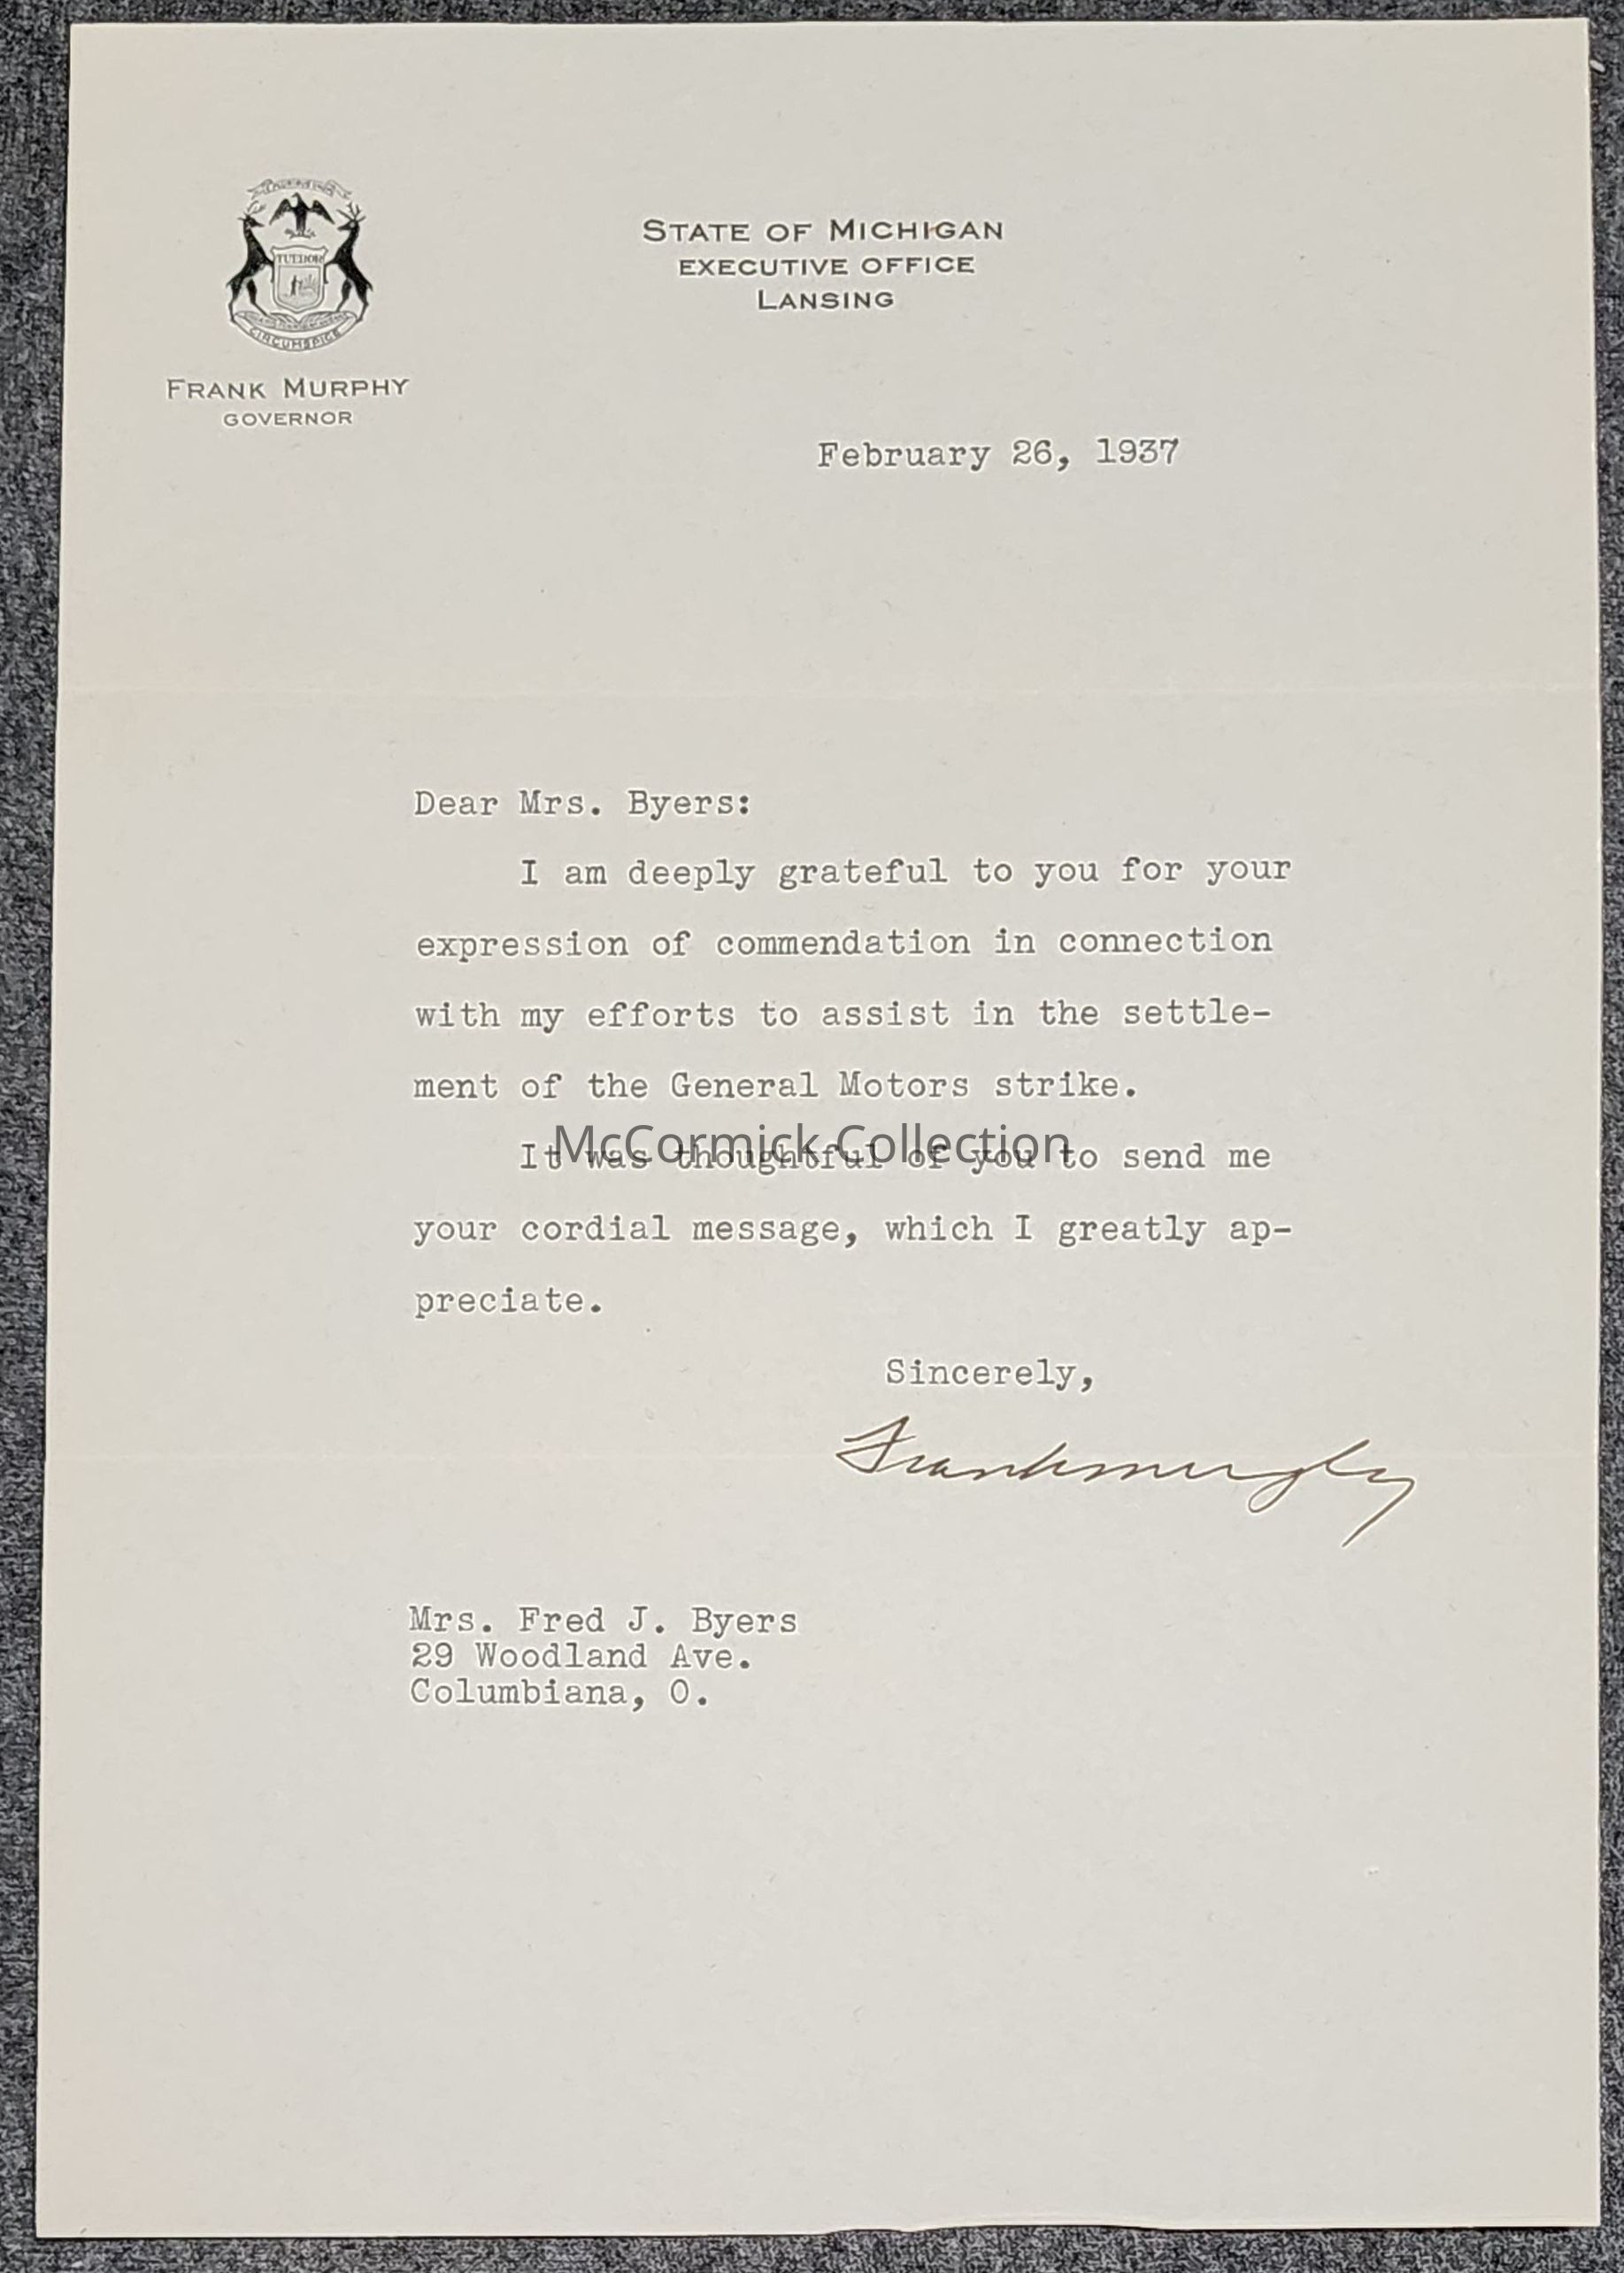 E PLURIBUS UNUM
TUEBOR
CIRCUMSPICE
STATE OF MICHIGAN
EXECUTIVE OFFICE
LANSING
FRANK MURPHY
GOVERNOR
February 26, 1937
Dear Mrs. Byers:
I am deeply grateful to you for your
expression of commendation in connection
with my efforts to assist in the settle-
ment of the General Motors strike.
McCormick Collection
It was thoughtful of you to send me
your cordial message, which I greatly ap-
preciate.
Sincerely,
Frank Murphy
Mrs. Fred J. Byers
29 Woodland Ave.
Columbiana, O.